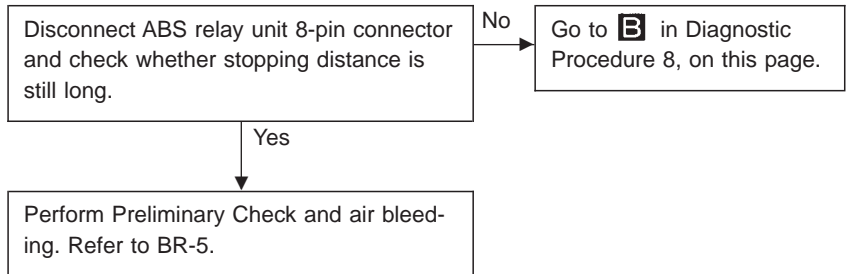 Disconnect ABS relay unit 8-pin connector
and check whether stopping distance is
still long.
No
Go to B in Diagnostic
Procedure 8, on this page.
Yes
Perform Preliminary Check and air bleed-
ing. Refer to BR-5.